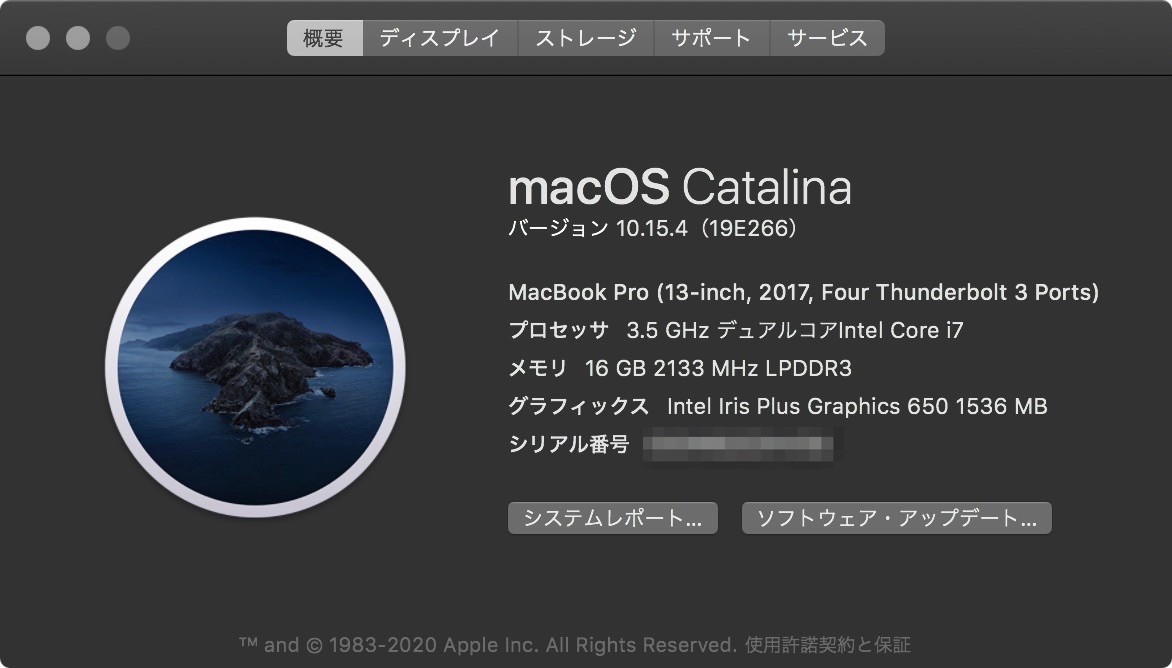 概要 ディスプレイ ストレージ サポート サービス
macOS Catalina
バージョン 10.15.4（19E266）
MacBook Pro (13-inch, 2017, Four Thunderbolt 3 Ports)
プロセッサ 3.5 GHz デュアルコアIntel Core i7
メモリ 16 GB 2133 MHz LPDDR3
グラフィックス Intel Iris Plus Graphics 650 1536 MB
シリアル番号
システムレポート... ソフトウェア・アップデート...
™ and © 1983-2020 Apple Inc. All Rights Reserved. 使用許諾契約と保証